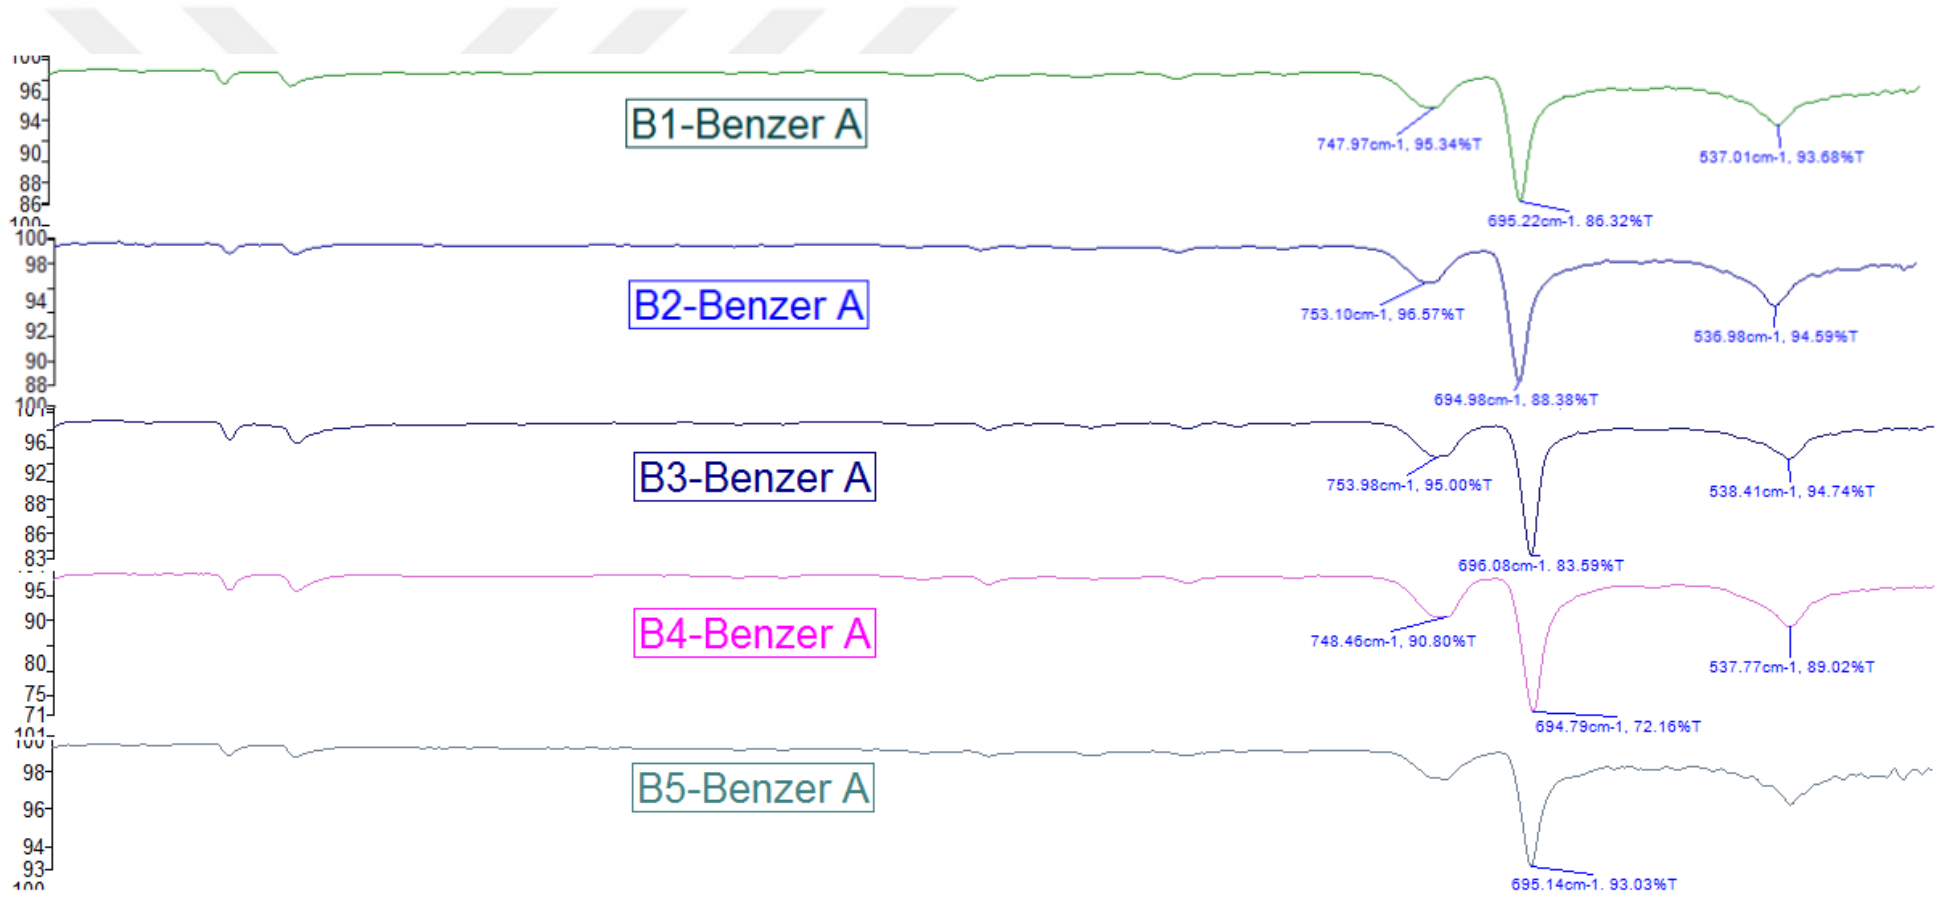 100
96
94
90
88
86
B1-Benzer A
747.97cm-1, 95.34%T
537.01cm-1, 93.68%T
695.22cm-1. 86.32%T
100
100
98
94
92
90
88
B2-Benzer A
753.10cm-1, 96.57%T
536.98cm-1, 94.59%T
694.98cm-1, 88.38%T
100
101
96
92
88
86
83
B3-Benzer A
753.98cm-1, 95.00%T
538.41cm-1, 94.74%T
696.08cm-1. 83.59%T
95
90
80
75
71
B4-Benzer A
748.46cm-1, 90.80%T
537.77cm-1, 89.02%T
694.79cm-1, 72.16%T
101
100
98
96
94
93
B5-Benzer A
695.14cm-1. 93.03%T
100